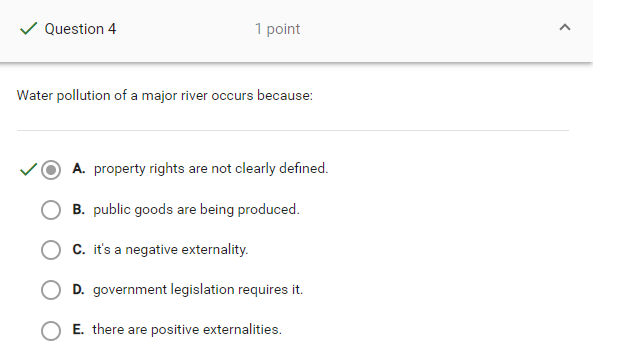 Question 4 1 point
Water pollution of a major river occurs because:
A. property rights are not clearly defined.
B. public goods are being produced.
C. it's a negative externality.
D. government legislation requires it.
E. there are positive externalities.